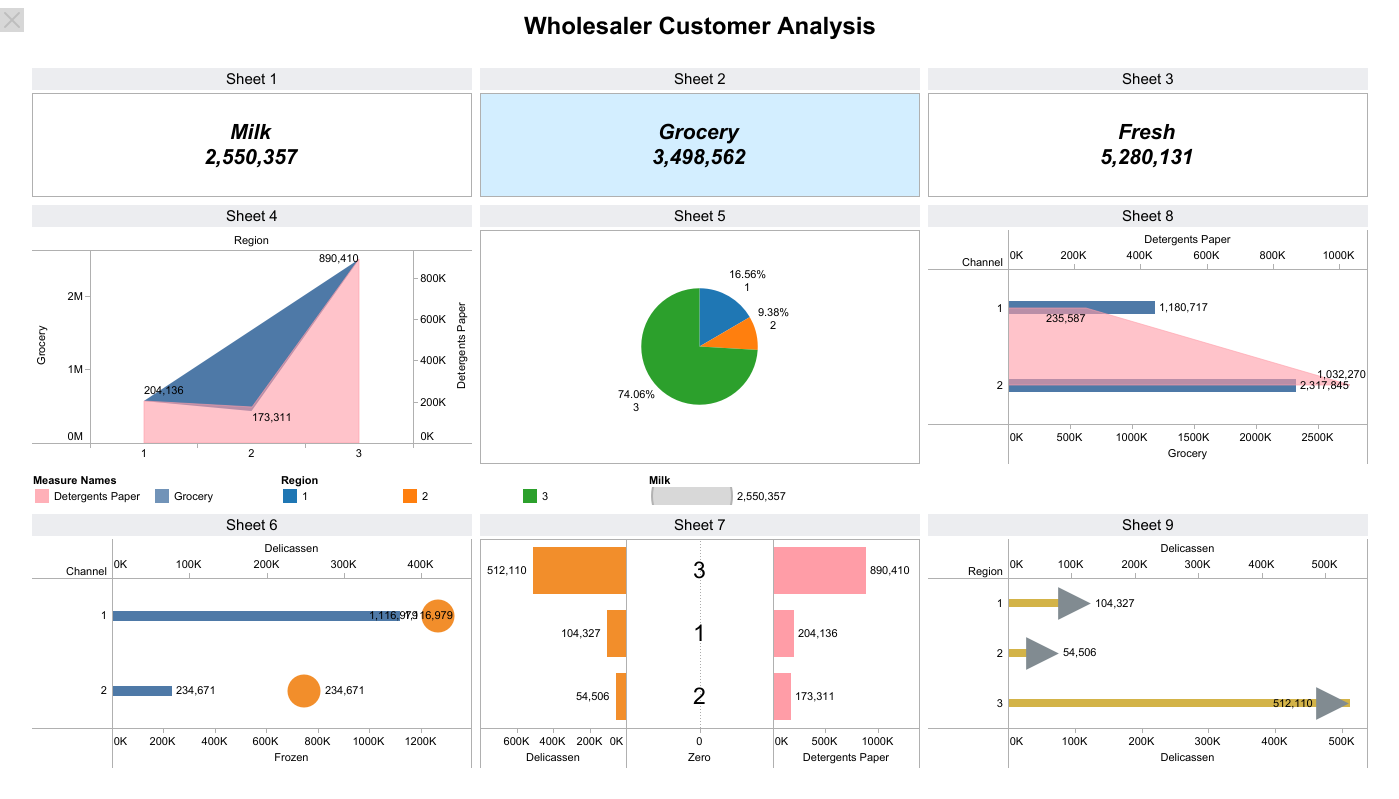 Wholesaler Customer Analysis
Sheet 1
Milk
2,550,357
Sheet 2
Grocery
3,498,562
Sheet 3
Fresh
5,280,131
Sheet 4
Region
890,410
204,136
173,311
Grocery
2M
1M
0M
Detergents Paper
800K
600K
400K
200K
0K
1 2 3
Sheet 5
16.56%
1
9.38%
2
74.06%
3
Sheet 8
Detergents Paper
Channel 0K 200K 400K 600K 800K 1000K
1 1,180,717
235,587
1,032,270
2 2,317,845
0K 500K 1000K 1500K 2000K 2500K
Grocery
Measure Names
Detergents Paper Grocery
Region
1 2 3
Milk
2,550,357
Sheet 6
Delicassen
Channel 0K 100K 200K 300K 400K
1 1,116,979 1,116,979
2 234,671 234,671
0K 200K 400K 600K 800K 1000K 1200K
Frozen
Sheet 7
512,110 3 890,410
104,327 1 204,136
54,506 2 173,311
600K 400K 200K 0K 0 0K 500K 1000K
Delicassen Zero Detergents Paper
Sheet 9
Delicassen
Region 0K 100K 200K 300K 400K 500K
1 104,327
2 54,506
3 512,110
0K 100K 200K 300K 400K 500K
Delicassen